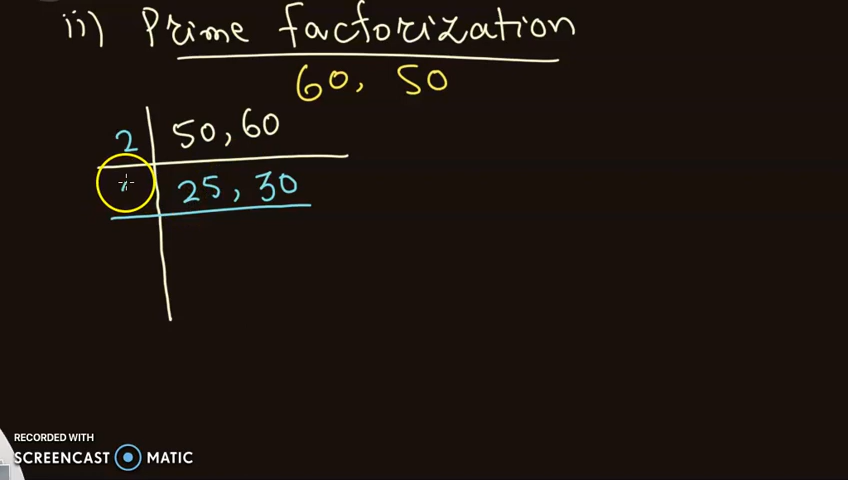 ii) Prime factorization
60, 50
2 50, 60
25, 30
RECORDED WITH
SCREENCAST MATIC